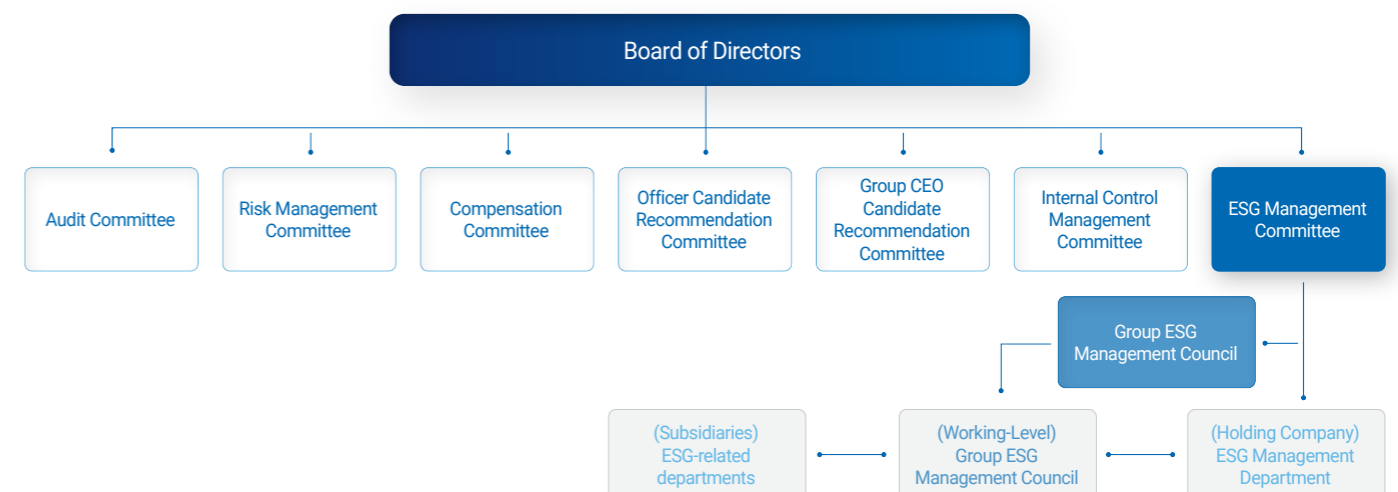 Board of Directors
Audit Committee
Risk Management
Committee
Compensation
Committee
Officer Candidate
Recommendation
Committee
Group CEO
Candidate
Recommendation
Committee
Internal Control
Management
Committee
ESG Management
Committee
Group ESG
Management Council
(Subsidiaries)
ESG-related
departments
(Working-Level)
Group ESG
Management Council
(Holding Company)
ESG Management
Department